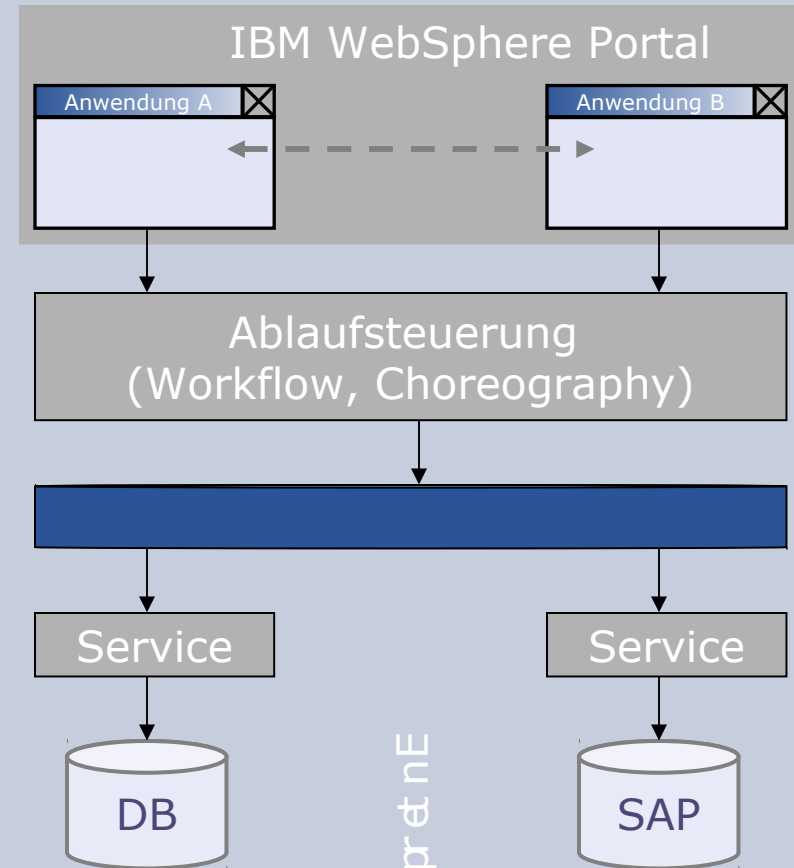 IBM WebSphere Portal
Anwendung A
Anwendung B
Ablaufsteuerung
(Workflow, Choreography)
Service
Service
DB
SAP